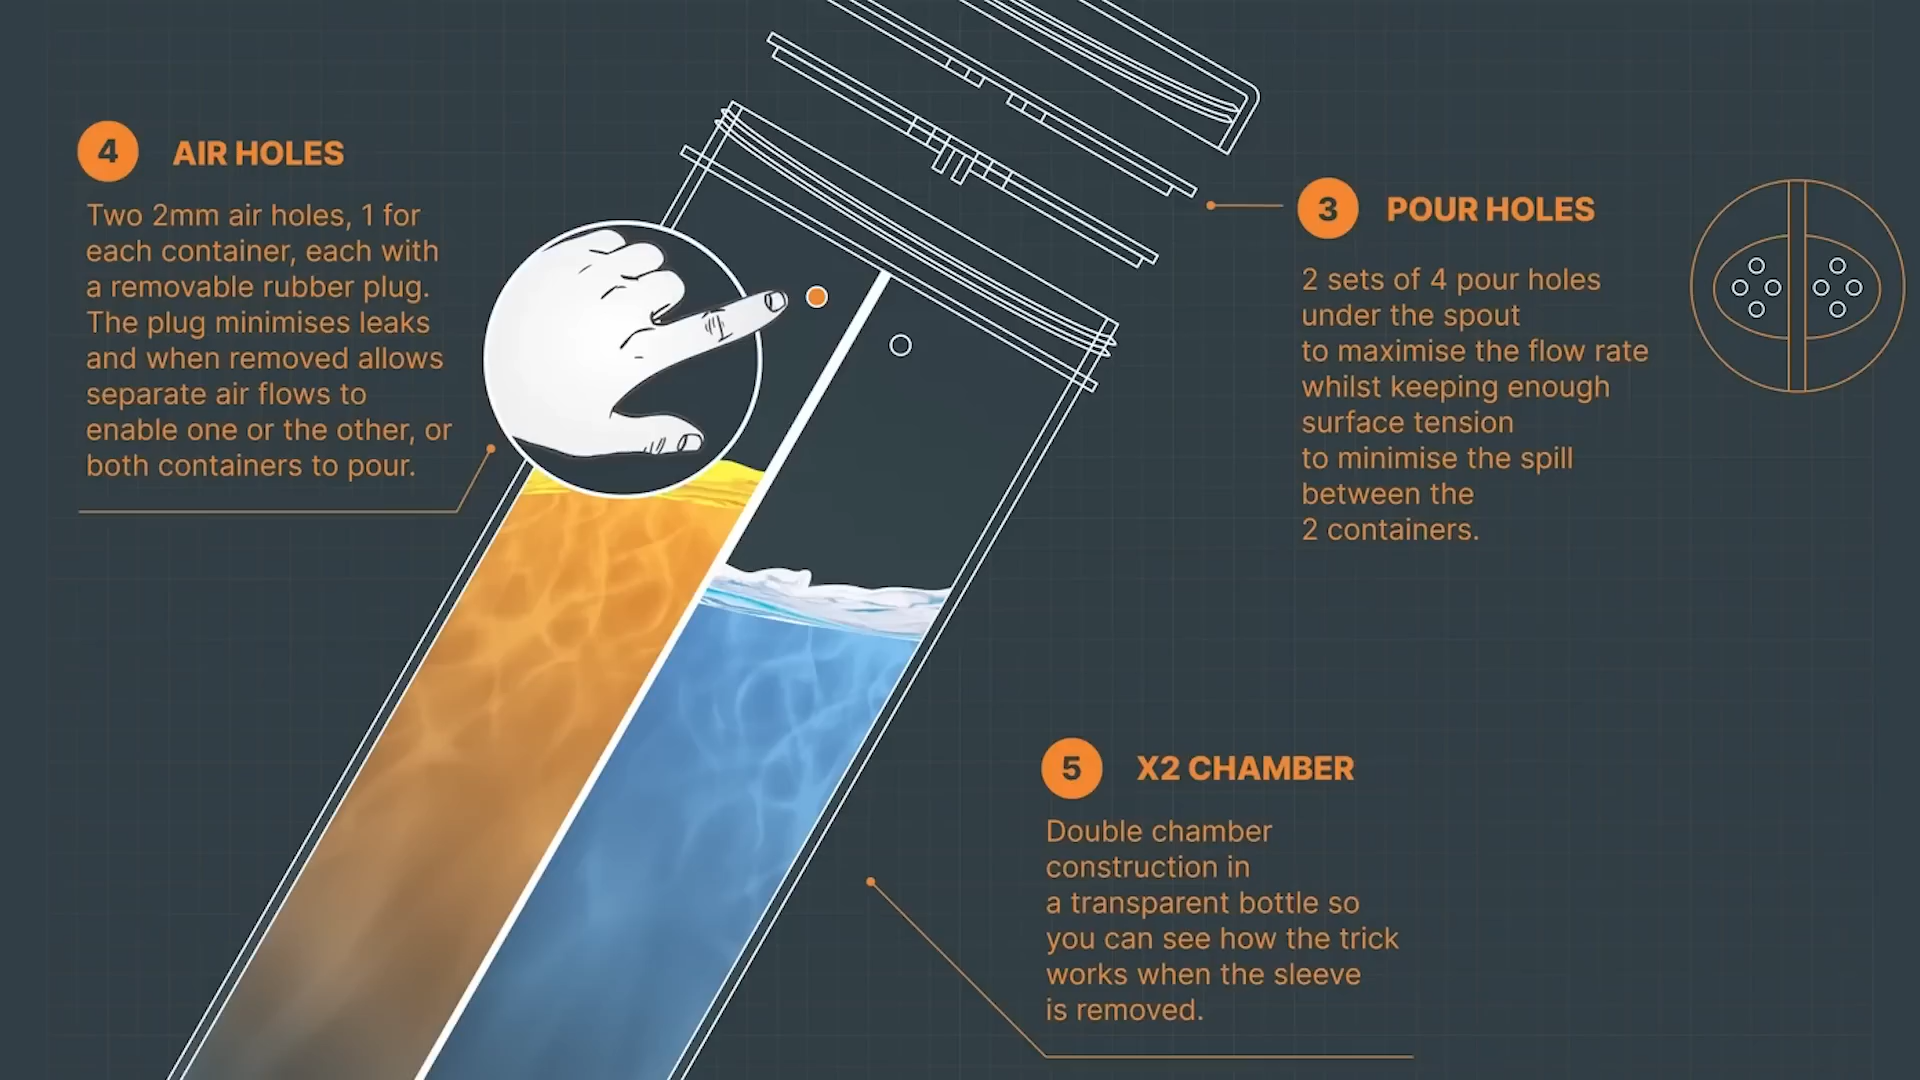 4 AIR HOLES
Two 2mm air holes, 1 for
each container, each with
a removable rubber plug.
The plug minimises leaks
and when removed allows
separate air flows to
enable one or the other, or
both containers to pour.
3 POUR HOLES
2 sets of 4 pour holes
under the spout
to maximise the flow rate
whilst keeping enough
surface tension
to minimise the spill
between the
2 containers.
5 X2 CHAMBER
Double chamber
construction in
a transparent bottle so
you can see how the trick
works when the sleeve
is removed.